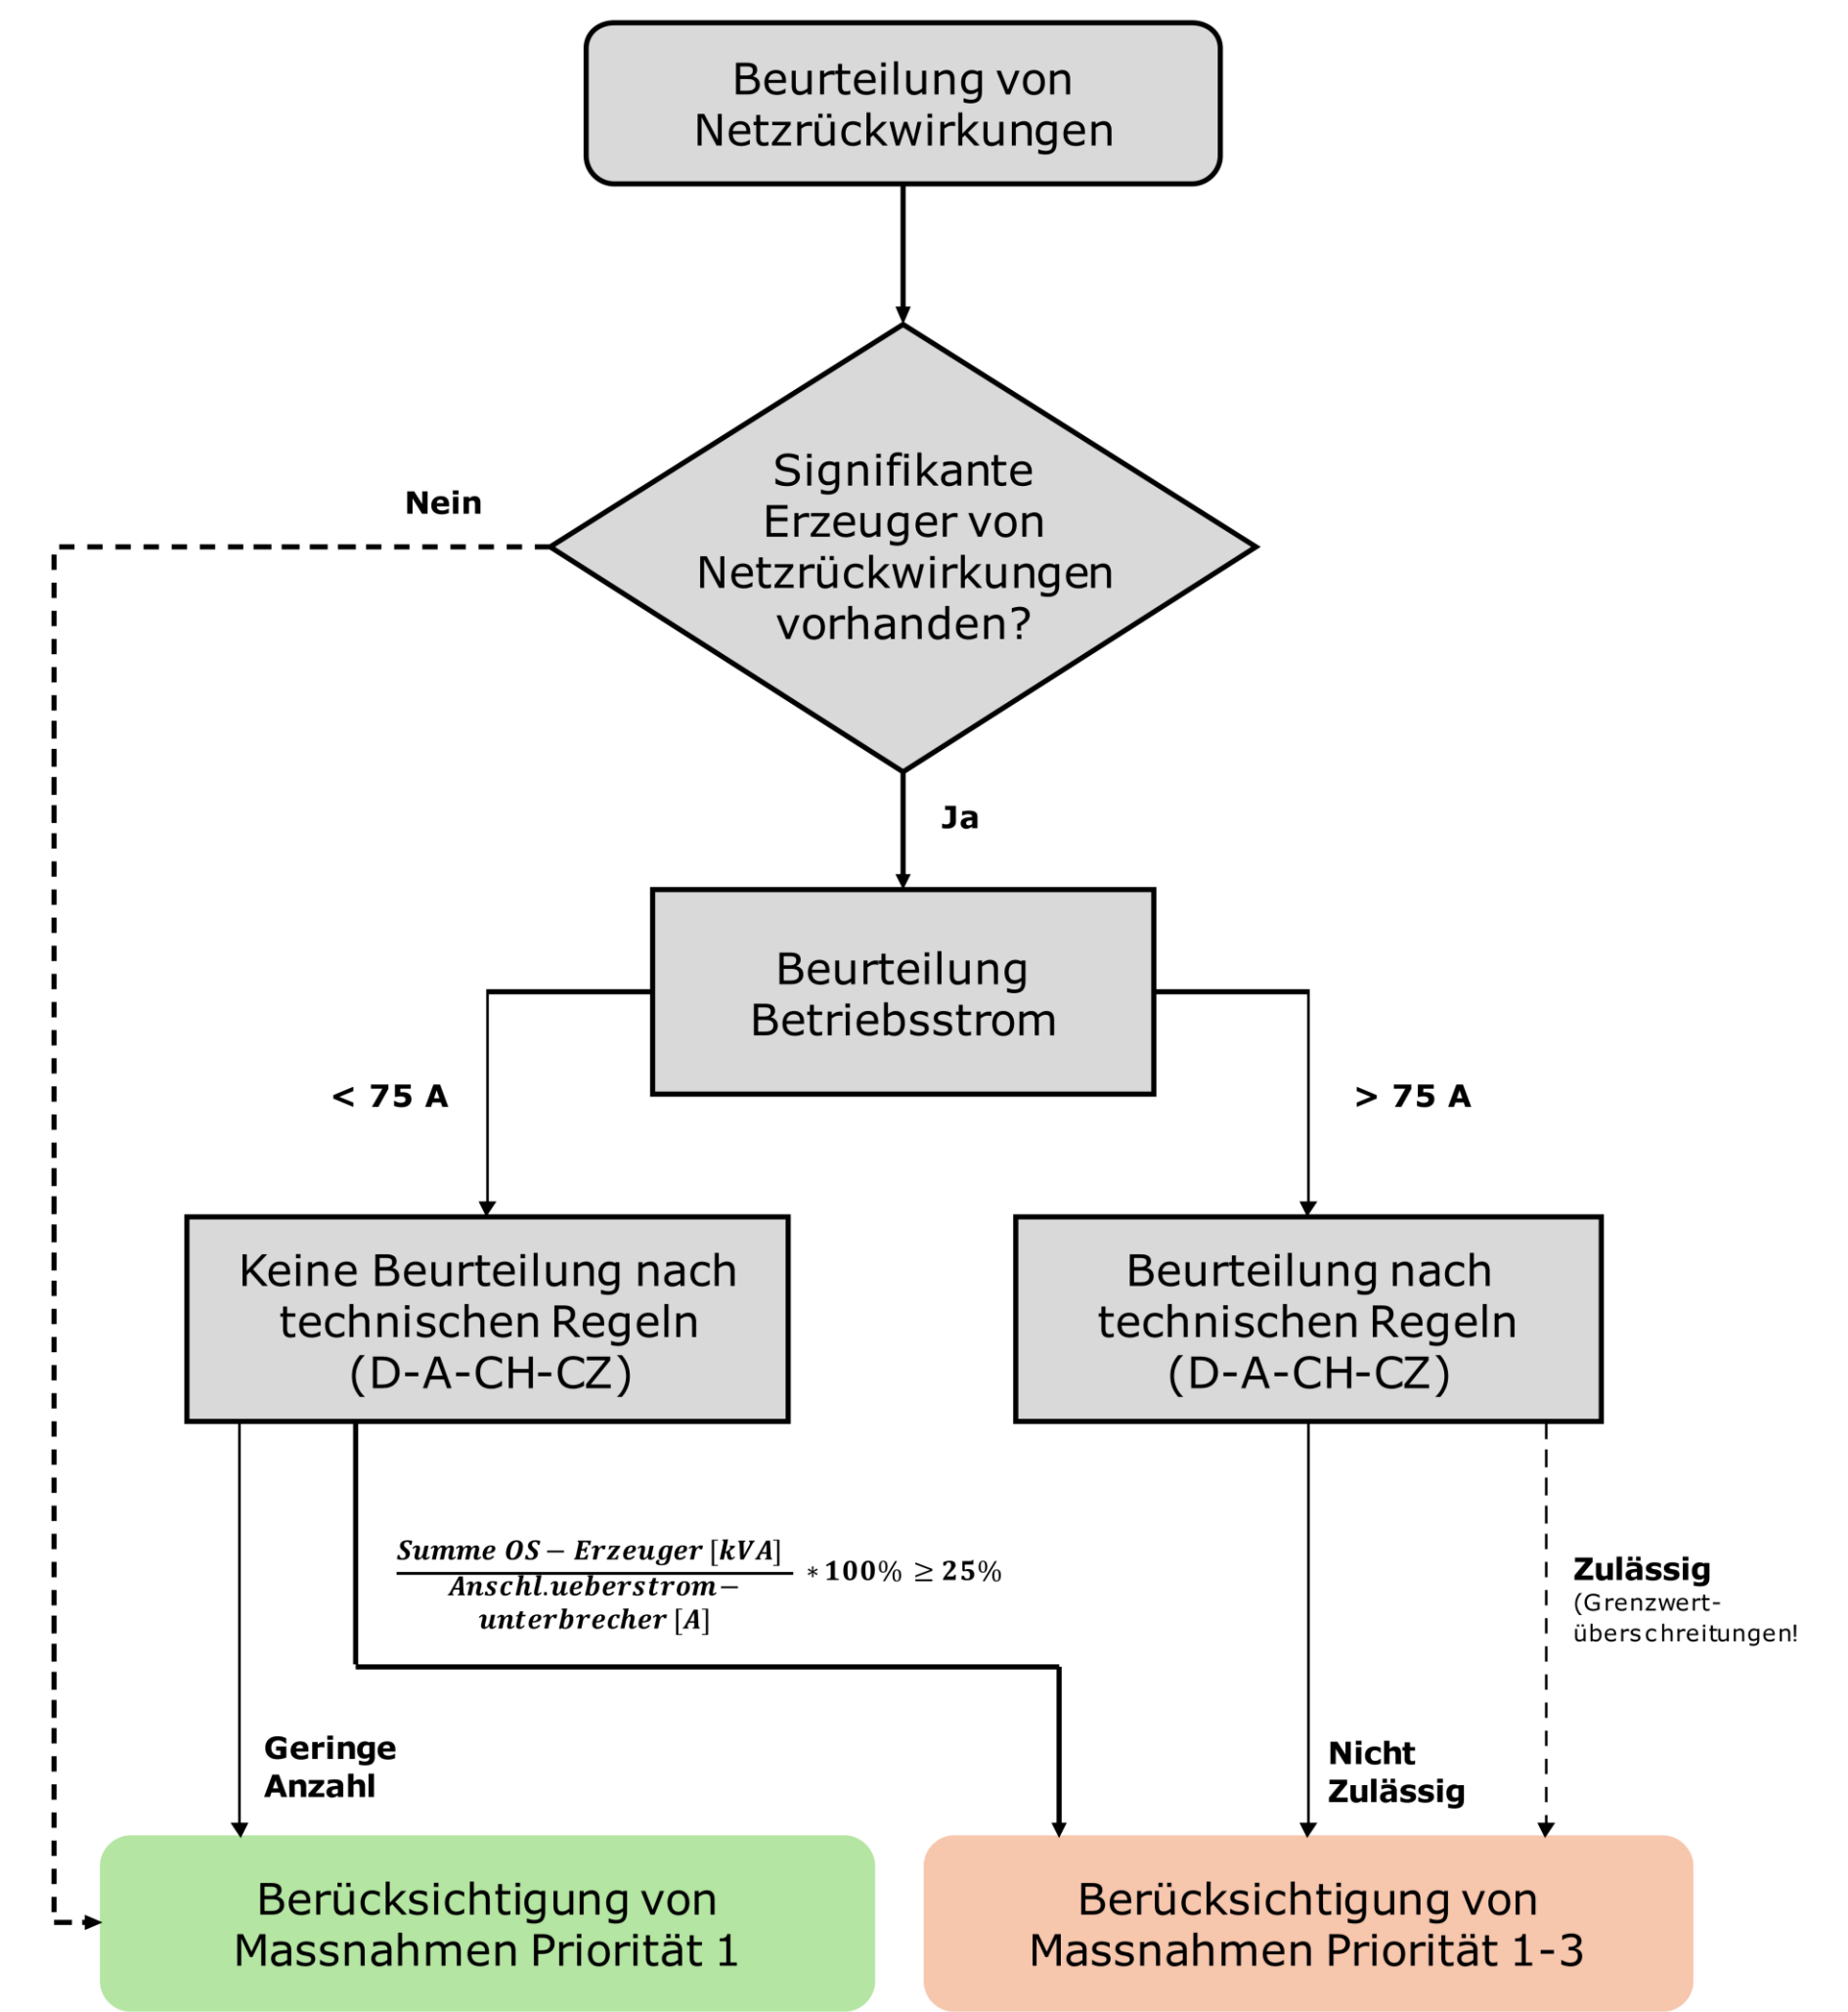 Beurteilung von
Netzrückwirkungen
Signifikante
Erzeuger von
Netzrückwirkungen
vorhanden?
Nein
Ja
Beurteilung
Betriebsstrom
< 75 A
> 75 A
Keine Beurteilung nach
technischen Regeln
(D-A-CH-CZ)
Beurteilung nach
technischen Regeln
(D-A-CH-CZ)
Summe OS − Erzeuger [kVA]
Anschl.ueberstrom−
unterbrecher [A]
∗ 100% ≥ 25%
Zulässig
(Grenzwert-
überschreitungen!
Geringe
Anzahl
Nicht
Zulässig
Berücksichtigung von
Massnahmen Priorität 1
Berücksichtigung von
Massnahmen Priorität 1-3